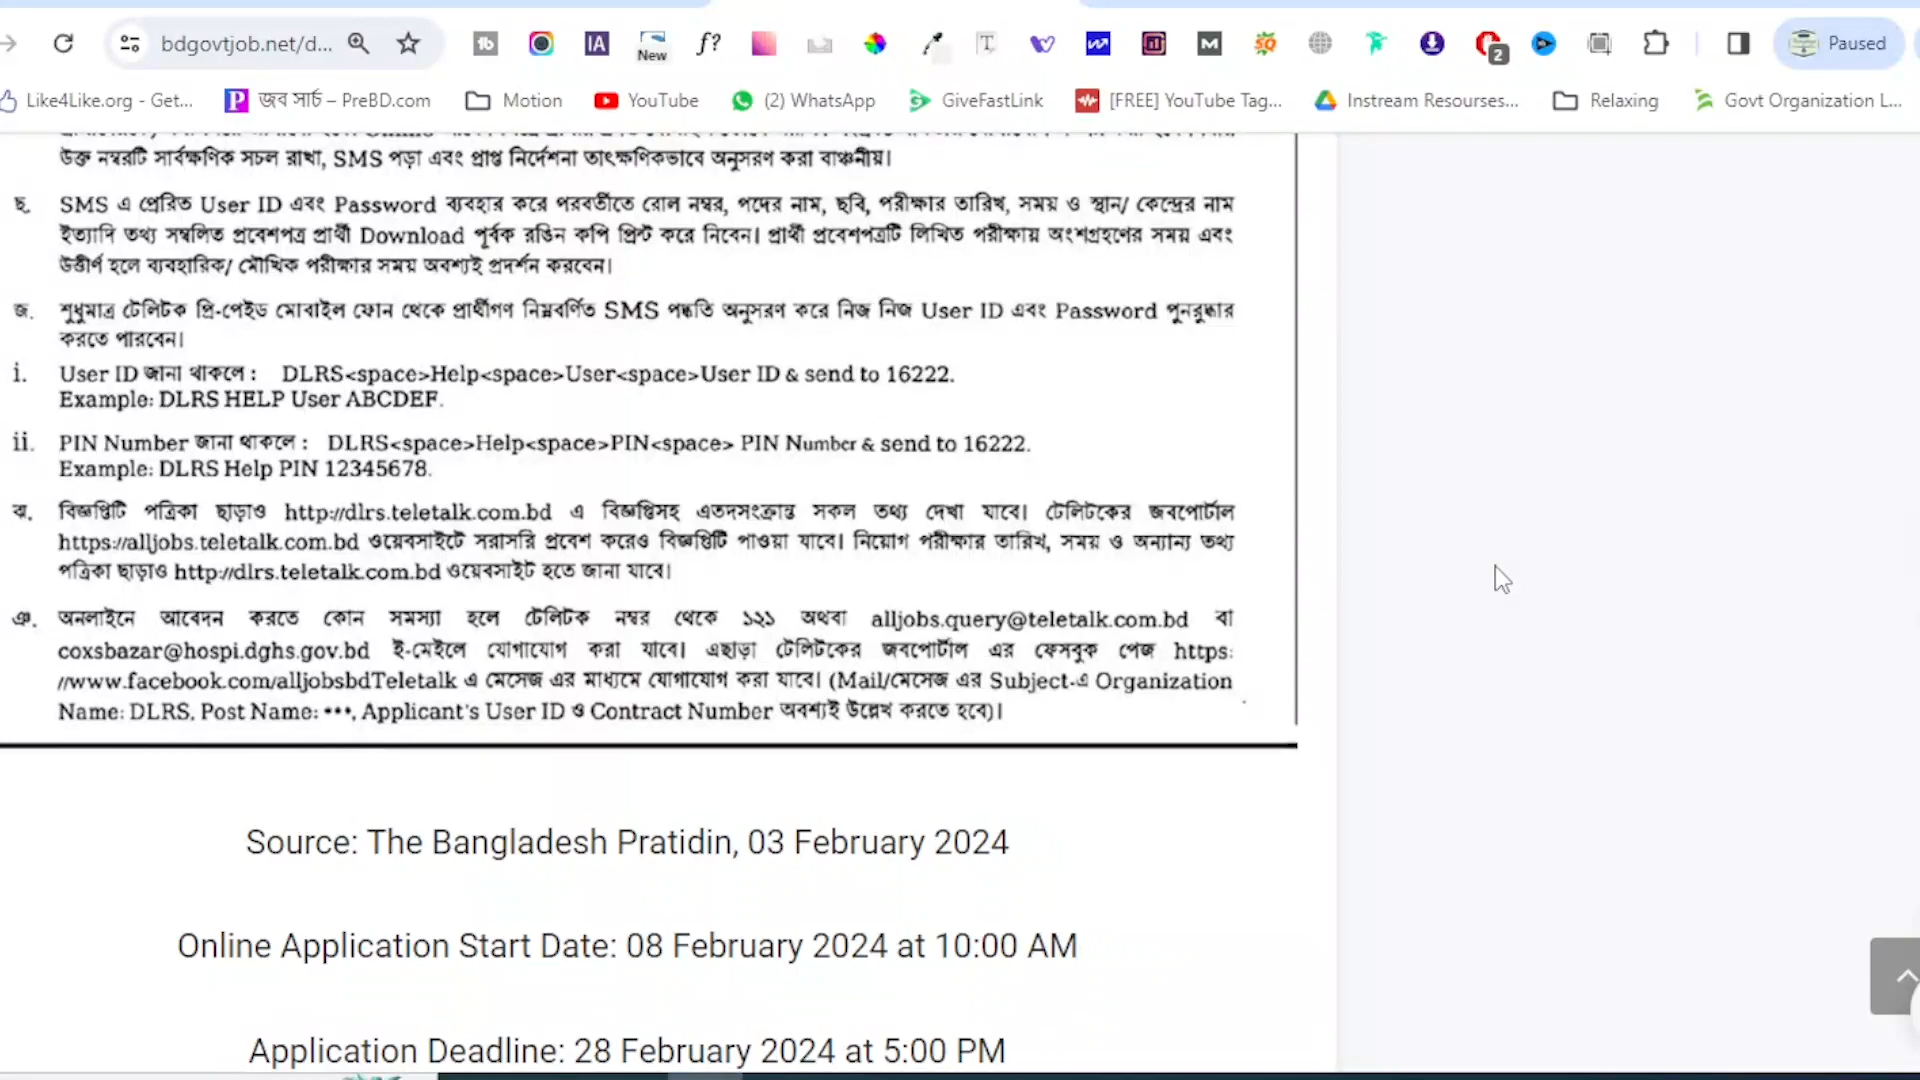 bdgovtjob.net/d...
New
f?
2
Paused
Like4Like.org - Get...
জব সার্চ – PreBD.com
Motion
YouTube
(2) WhatsApp
GiveFastLink
[FREE] YouTube Tag...
Instream Resourses...
Relaxing
Govt Organization L...
উক্ত নম্বরটি সার্বক্ষণিক সচল রাখা, SMS পড়া এবং প্রাপ্ত নির্দেশনা তাৎক্ষণিকভাবে অনুসরণ করা বাঞ্চনীয়।
ছ. SMS এ প্রেরিত User ID এবং Password ব্যবহার করে পরবর্তীতে রোল নম্বর, পদের নাম, ছবি, পরীক্ষার তারিখ, সময় ও স্থান/ কেন্দ্রের নাম
ইত্যাদি তথ্য সম্বলিত প্রবেশপত্র প্রার্থী Download পূর্বক রঙিন কপি প্রিন্ট করে নিবেন। প্রার্থী প্রবেশপত্রটি লিখিত পরীক্ষায় অংশগ্রহণের সময় এবং
উত্তীর্ণ হলে ব্যবহারিক/ মৌখিক পরীক্ষার সময় অবশ্যই প্রদর্শন করবেন।
জ. শুধুমাত্র টেলিটক প্রি-পেইড মোবাইল ফোন থেকে প্রার্থীগণ নিম্নবর্ণিত SMS পদ্ধতি অনুসরণ করে নিজ নিজ User ID এবং Password পুনরুদ্ধার
করতে পারবেন।
i. User ID জানা থাকলে : DLRS<space>Help<space>User<space>User ID & send to 16222.
Example: DLRS HELP User ABCDEF.
ii. PIN Number জানা থাকলে : DLRS<space>Help<space>PIN<space> PIN Number & send to 16222.
Example: DLRS Help PIN 12345678.
ঝ. বিজ্ঞপ্তিটি পত্রিকা ছাড়াও http://dlrs.teletalk.com.bd এ বিজ্ঞপ্তিসহ এতদসংক্রান্ত সকল তথ্য দেখা যাবে। টেলিটকের জবপোর্টাল
https://alljobs.teletalk.com.bd ওয়েবসাইটে সরাসরি প্রবেশ করেও বিজ্ঞপ্তিটি পাওয়া যাবে। নিয়োগ পরীক্ষার তারিখ, সময় ও অন্যান্য তথ্য
পত্রিকা ছাড়াও http://dlrs.teletalk.com.bd ওয়েবসাইট হতে জানা যাবে।
ঞ. অনলাইনে আবেদন করতে কোন সমস্যা হলে টেলিটক নম্বর থেকে ১২১ অথবা alljobs.query@teletalk.com.bd বা
coxsbazar@hospi.dghs.gov.bd ই-মেইলে যোগাযোগ করা যাবে। এছাড়া টেলিটকের জবপোর্টাল এর ফেসবুক পেজ https:
//www.facebook.com/alljobsbdTeletalk এ মেসেজ এর মাধ্যমে যোগাযোগ করা যাবে। (Mail/মেসেজ এর Subject-এ Organization
Name: DLRS, Post Name: ***, Applicant's User ID ও Contract Number অবশ্যই উল্লেখ করতে হবে)।
Source: The Bangladesh Pratidin, 03 February 2024
Online Application Start Date: 08 February 2024 at 10:00 AM
Application Deadline: 28 February 2024 at 5:00 PM